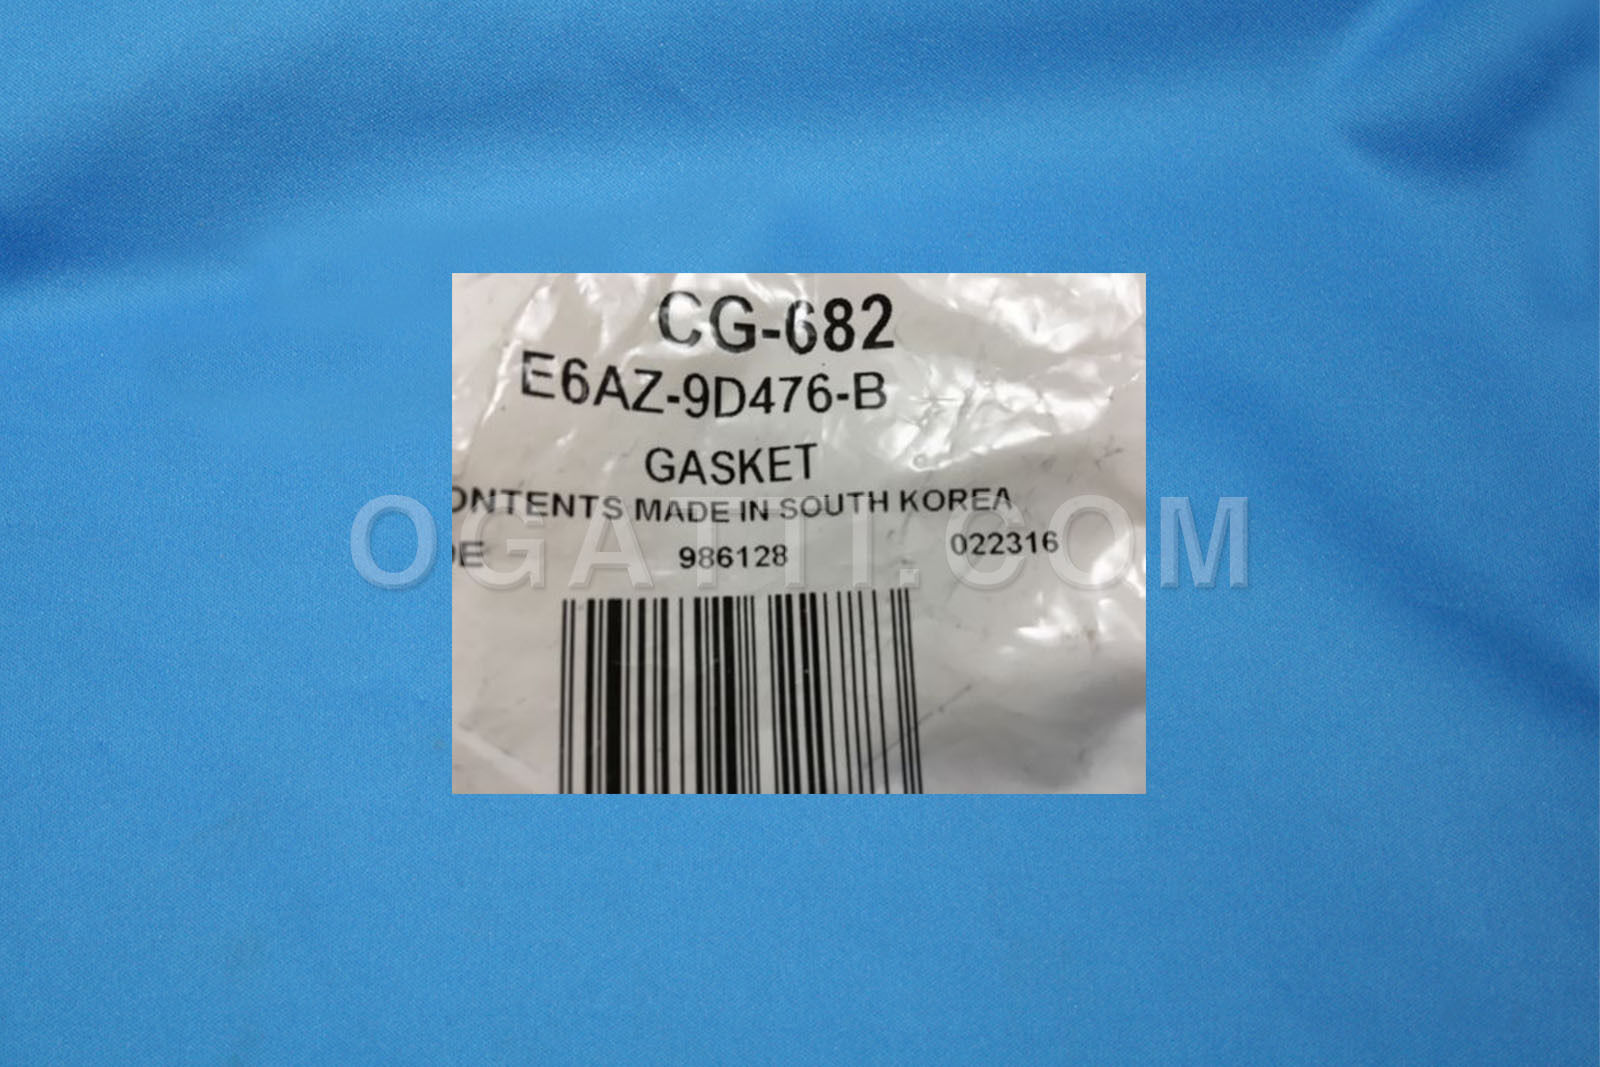 CG-682
E6AZ-9D476-B
GASKET
ONTENTS MADE IN SOUTH KOREA
DE 986128 022316
OGATTI.COM